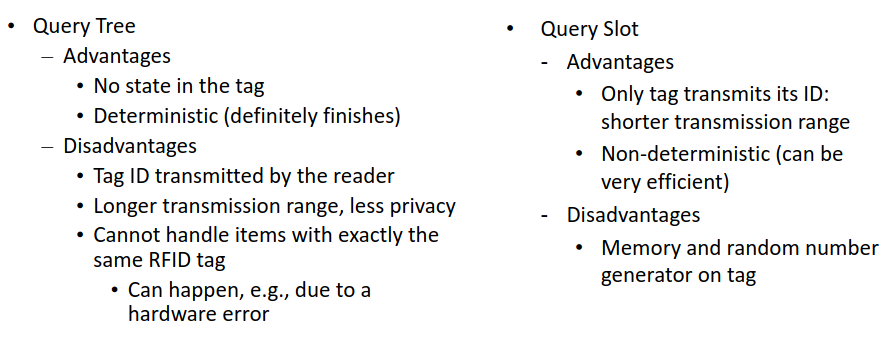 • Query Tree
– Advantages
• No state in the tag
• Deterministic (definitely finishes)
– Disadvantages
• Tag ID transmitted by the reader
• Longer transmission range, less privacy
• Cannot handle items with exactly the
same RFID tag
• Can happen, e.g., due to a
hardware error
• Query Slot
- Advantages
• Only tag transmits its ID:
shorter transmission range
• Non-deterministic (can be
very efficient)
- Disadvantages
• Memory and random number
generator on tag